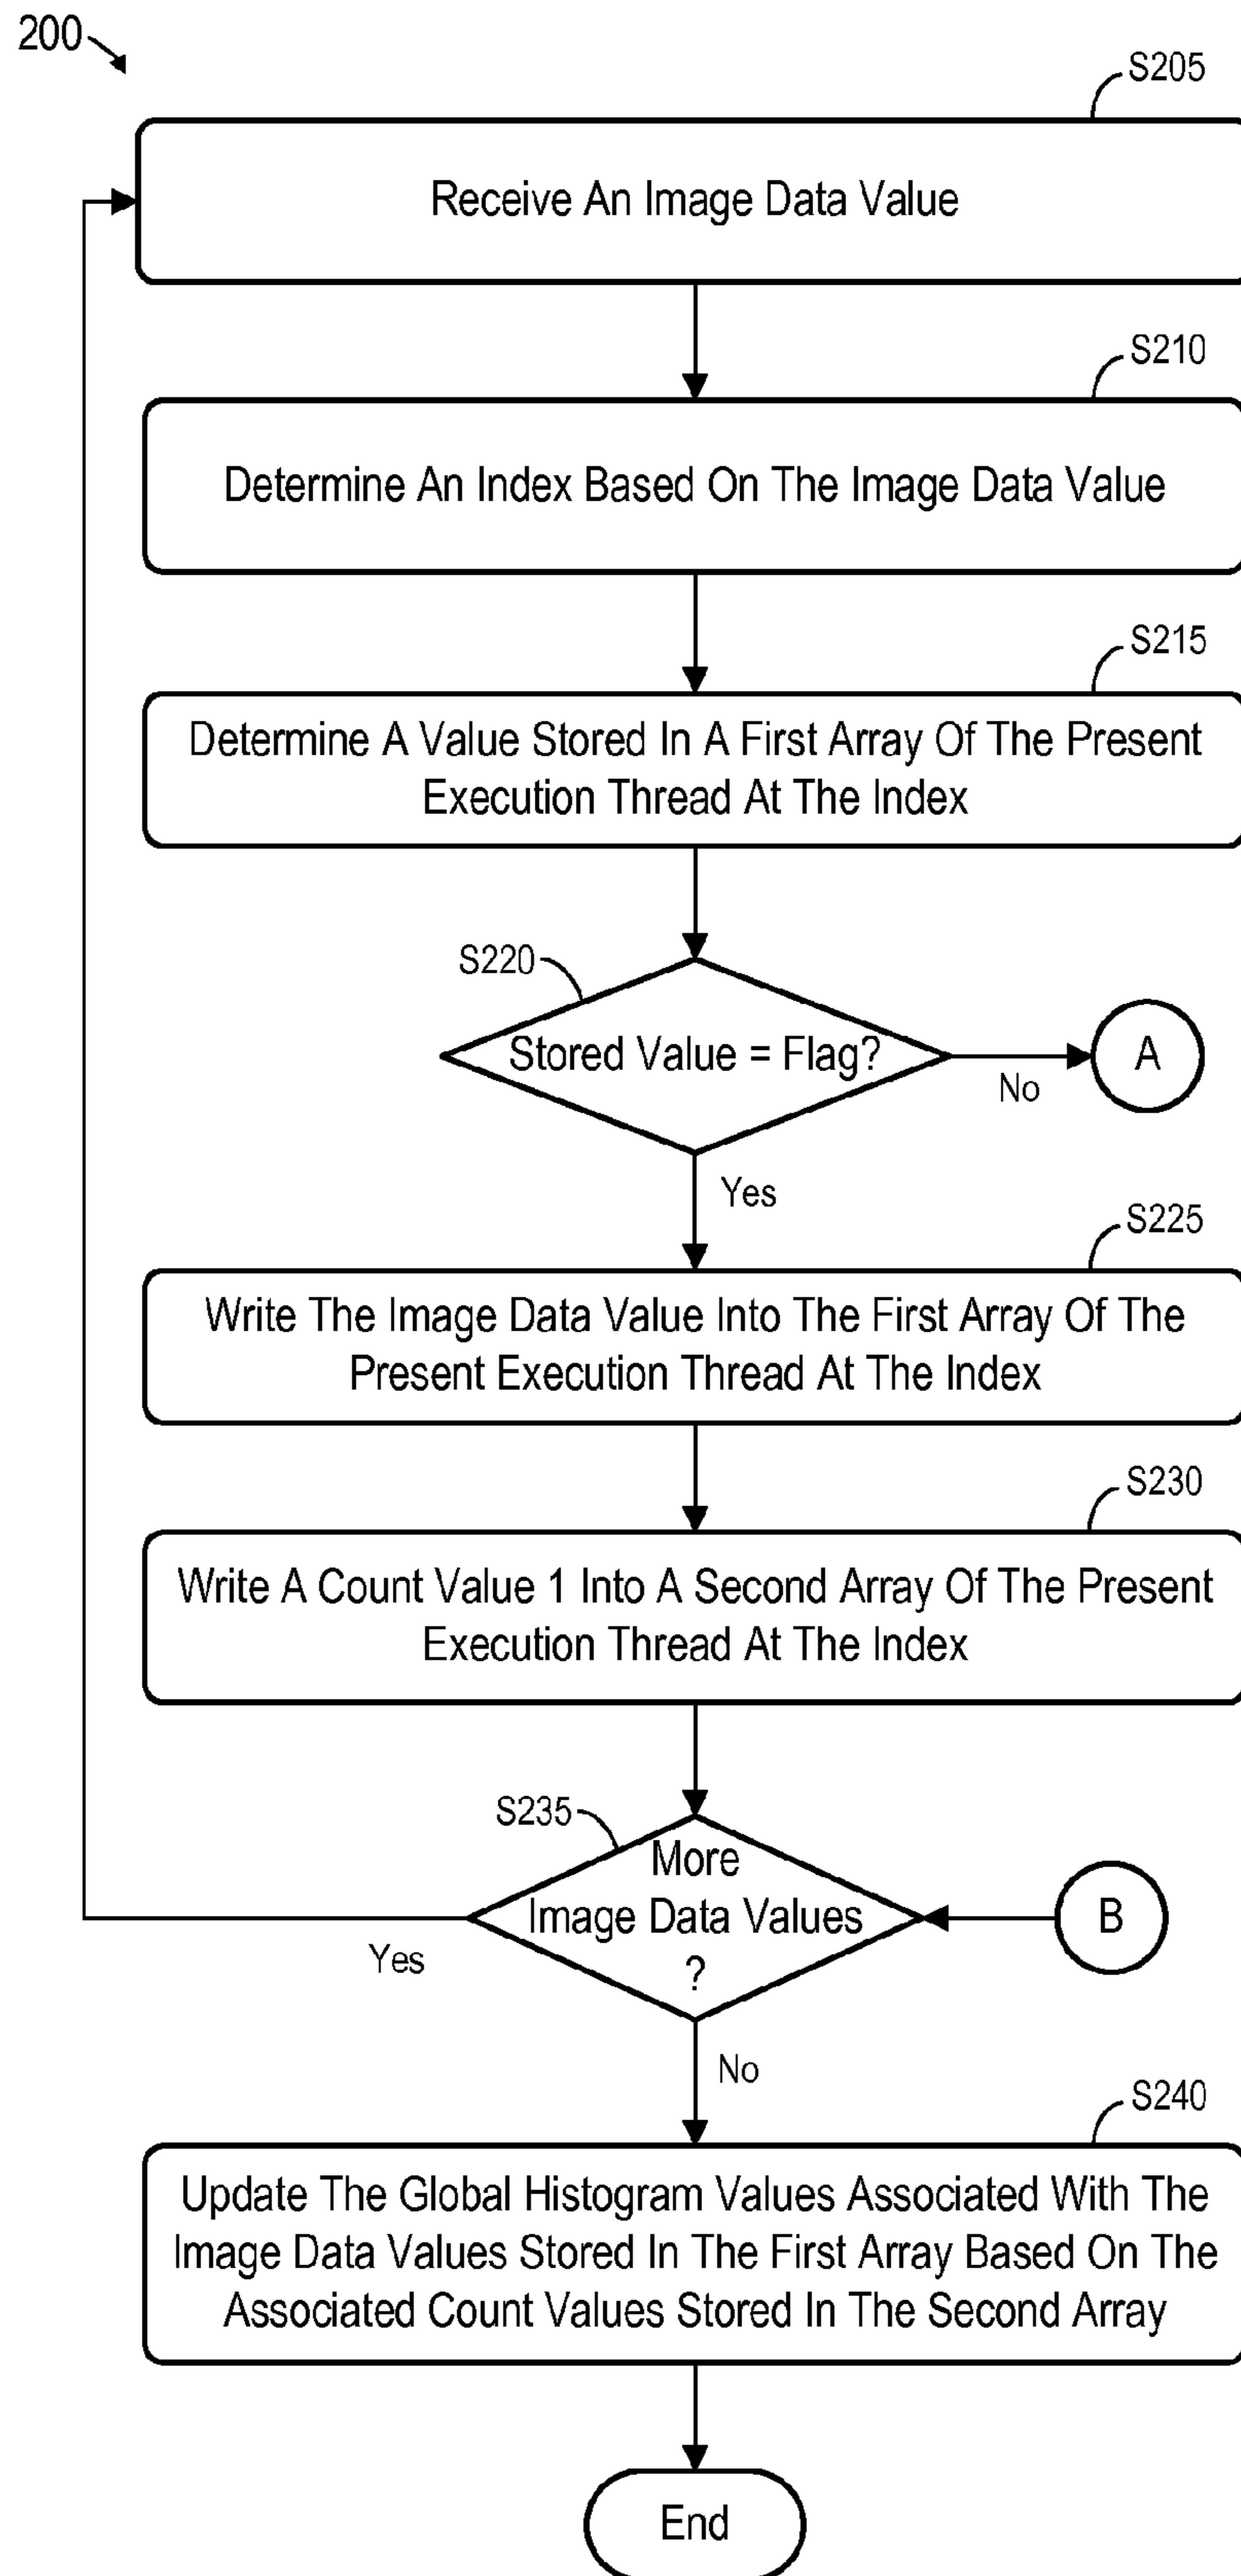 200
S205
Receive An Image Data Value
S210
Determine An Index Based On The Image Data Value
S215
Determine A Value Stored In A First Array Of The Present
Execution Thread At The Index
S220
Stored Value = Flag?
A
No
Yes
S225
Write The Image Data Value Into The First Array Of The
Present Execution Thread At The Index
S230
Write A Count Value 1 Into A Second Array Of The Present
Execution Thread At The Index
S235
More
Image Data Values
?
B
Yes
No
S240
Update The Global Histogram Values Associated With The
Image Data Values Stored In The First Array Based On The
Associated Count Values Stored In The Second Array
End